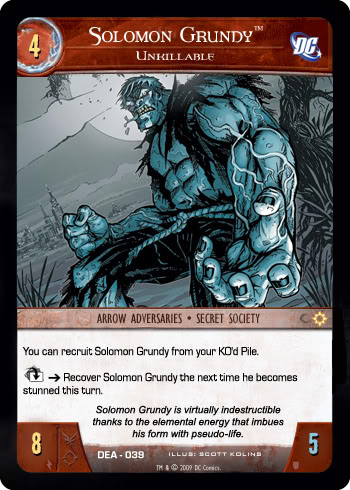 4
SOLOMON GRUNDY™
UNKILLABLE
DC
ARROW ADVERSARIES • SECRET SOCIETY
You can recruit Solomon Grundy from your KO'd Pile.
→ Recover Solomon Grundy the next time he becomes
stunned this turn.
Solomon Grundy is virtually indestructible
thanks to the elemental energy that imbues
his form with pseudo-life.
8
DEA - 039
ILLUS: SCOTT KOLINS
5
TM & © 2009 DC Comics.